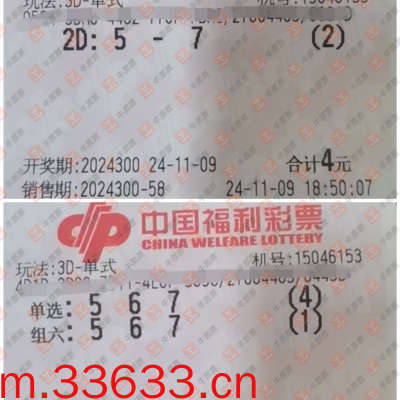 玩法:3D-单式 机号:15046153
2D: 5 - 7 (2)
开奖期:2024300 24-11-09 合计4元
销售期:2024300-58 24-11-09 18:50:07
中国福利彩票
CHINA WELFARE LOTTERY
玩法:3D-单式 机号:15046153
单选: 5 6 7 (4)
组六: 5 6 7 (1)
m.33633.cn